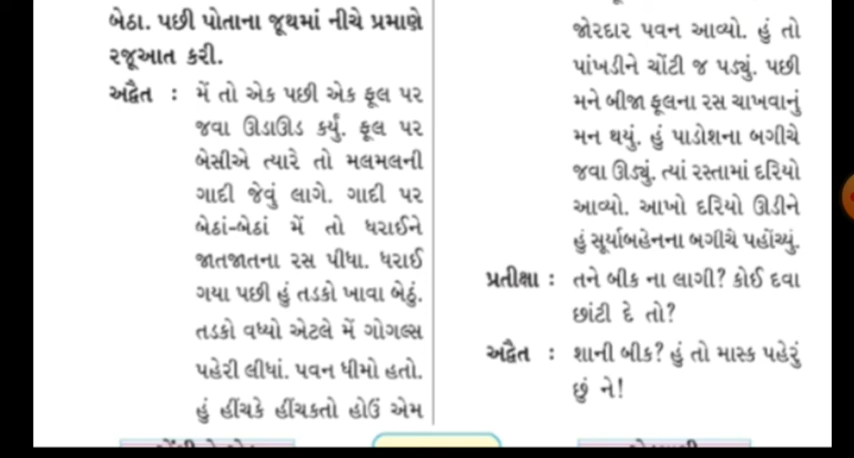 બેઠા. પછી પોતાના જૂથમાં નીચે પ્રમાણે
રજૂઆત કરી.
અદ્વૈત : મેં તો એક પછી એક ફૂલ પર
જવા ઊડાઊડ કર્યું. ફૂલ પર
બેસીએ ત્યારે તો મલમલની
ગાદી જેવું લાગે. ગાદી પર
બેઠાં-બેઠાં મેં તો ધરાઈને
જાતજાતના રસ પીધા. ધરાઈ
ગયા પછી હું તડકો ખાવા બેઠું.
તડકો વધ્યો એટલે મેં ગોગલ્સ
પહેરી લીધાં. પવન ધીમો હતો.
હું હીંચકે હીંચકતો હોઉં એમ
જોરદાર પવન આવ્યો. હું તો
પાંખડીને ચોંટી જ પડ્યું. પછી
મને બીજા ફૂલના રસ ચાખવાનું
મન થયું. હું પાડોશના બગીચે
જવા ઊડ્યું. ત્યાં રસ્તામાં દરિયો
આવ્યો. આખો દરિયો ઊડીને
હું સૂર્યાબહેનના બગીચે પહોંચ્યું.
પ્રતીક્ષા : તને બીક ના લાગી? કોઈ દવા
છાંટી દે તો?
અદ્વૈત : શાની બીક? હું તો માસ્ક પહેરું
છું ને!